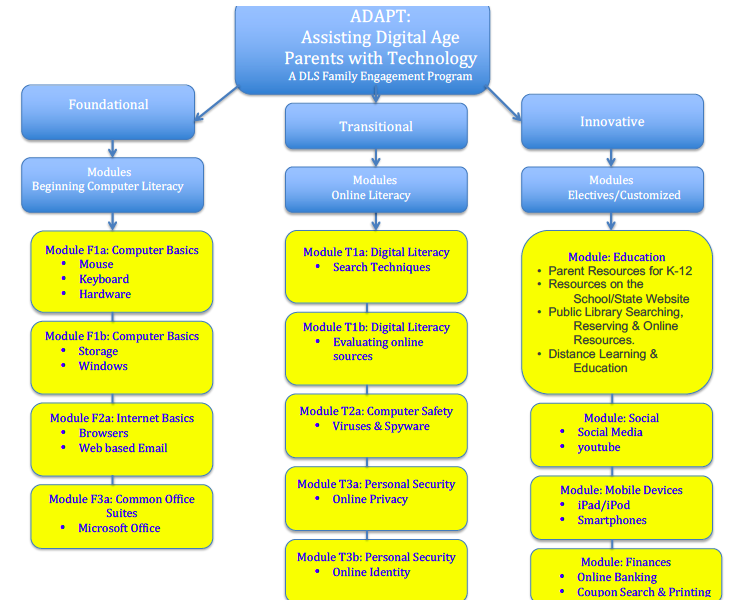 ADAPT:
Assisting Digital Age
Parents with Technology
A DLS Family Engagement Program
Foundational
Modules
Beginning Computer Literacy
Module F1a: Computer Basics
• Mouse
• Keyboard
• Hardware
Module F1b: Computer Basics
• Storage
• Windows
Module F2a: Internet Basics
• Browsers
• Web based Email
Module F3a: Common Office
Suites
• Microsoft Office
Transitional
Modules
Online Literacy
Module T1a: Digital Literacy
• Search Techniques
Module T1b: Digital Literacy
• Evaluating online
sources
Module T2a: Computer Safety
• Viruses & Spyware
Module T3a: Personal Security
• Online Privacy
Module T3b: Personal Security
• Online Identity
Innovative
Modules
Electives/Customized
Module: Education
• Parent Resources for K-12
• Resources on the
School/State Website
• Public Library Searching,
Reserving & Online
Resources.
• Distance Learning &
Education
Module: Social
• Social Media
• youtube
Module: Mobile Devices
• iPad/iPod
• Smartphones
Module: Finances
• Online Banking
• Coupon Search & Printing